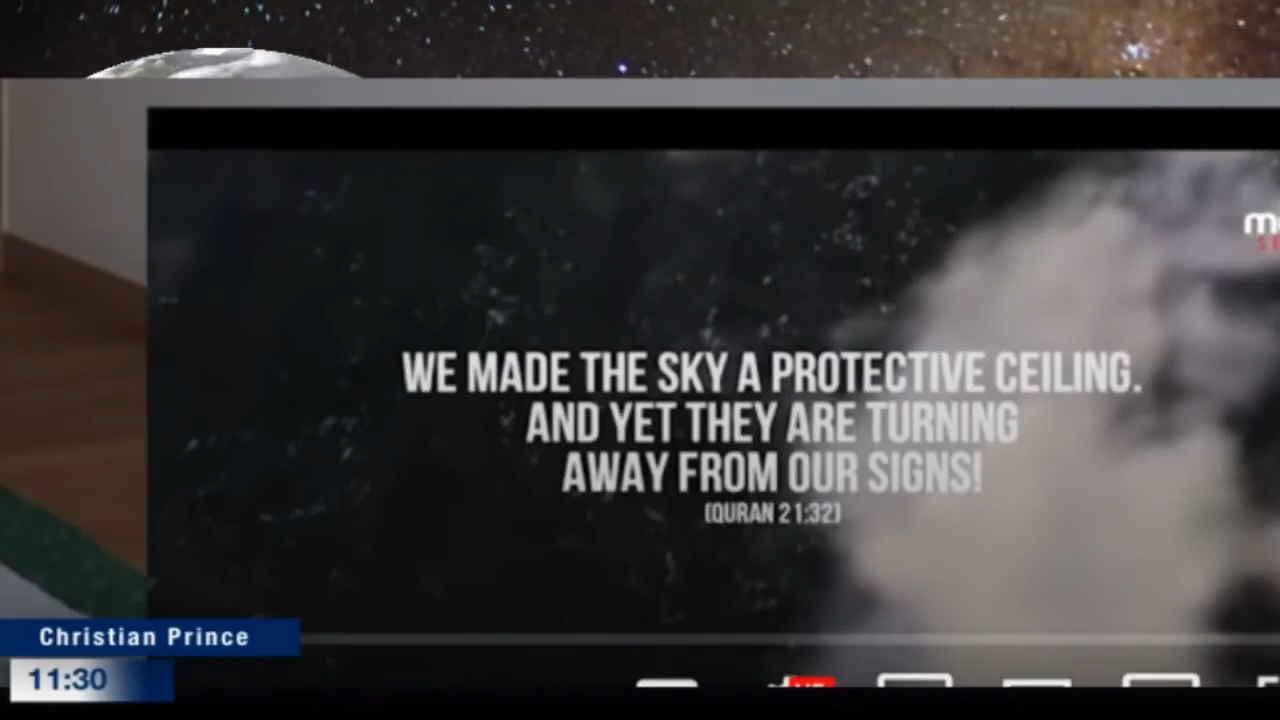 WE MADE THE SKY A PROTECTIVE CEILING.
AND YET THEY ARE TURNING
AWAY FROM OUR SIGNS!
(QURAN 21:32)
Christian Prince
11:30